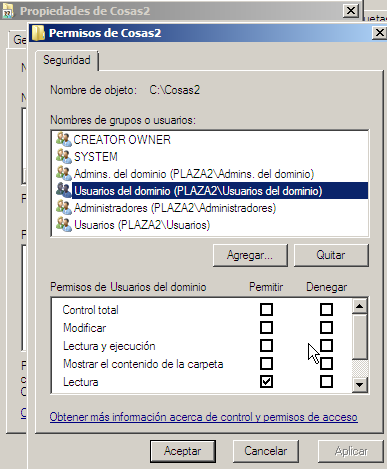 Propiedades de Cosas2
Permisos de Cosas2
Seguridad
Nombre de objeto: C:\Cosas2
Nombres de grupos o usuarios:
CREATOR OWNER
SYSTEM
Admins. del dominio (PLAZA2\Admins. del dominio)
Usuarios del dominio (PLAZA2\Usuarios del dominio)
Administradores (PLAZA2\Administradores)
Usuarios (PLAZA2\Usuarios)
Agregar... Quitar
Permisos de Usuarios del dominio Permitir Denegar
Control total
Modificar
Lectura y ejecución
Mostrar el contenido de la carpeta
Lectura
Obtener más información acerca de control y permisos de acceso
Aceptar Cancelar Aplicar